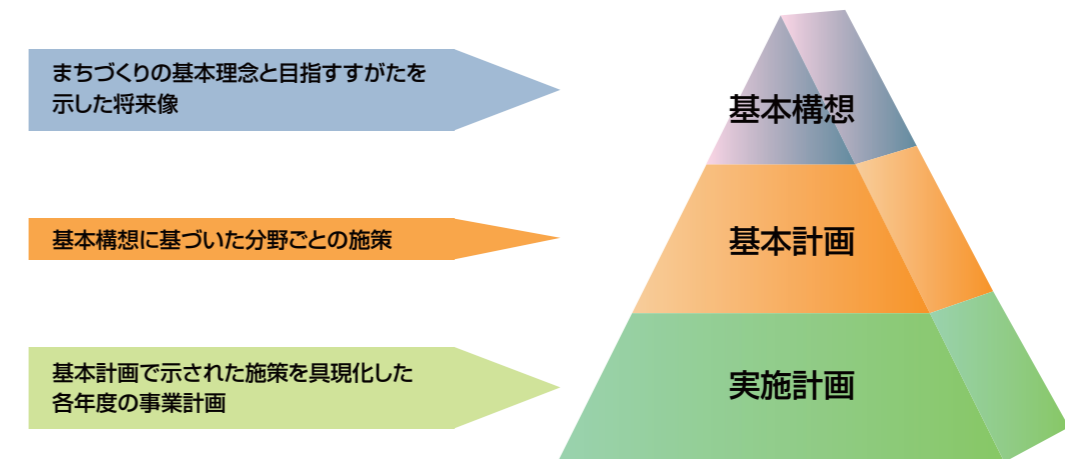 まちづくりの基本理念と目指すすがたを
示した将来像
基本構想
基本構想に基づいた分野ごとの施策
基本計画
基本計画で示された施策を具現化した
各年度の事業計画
実施計画